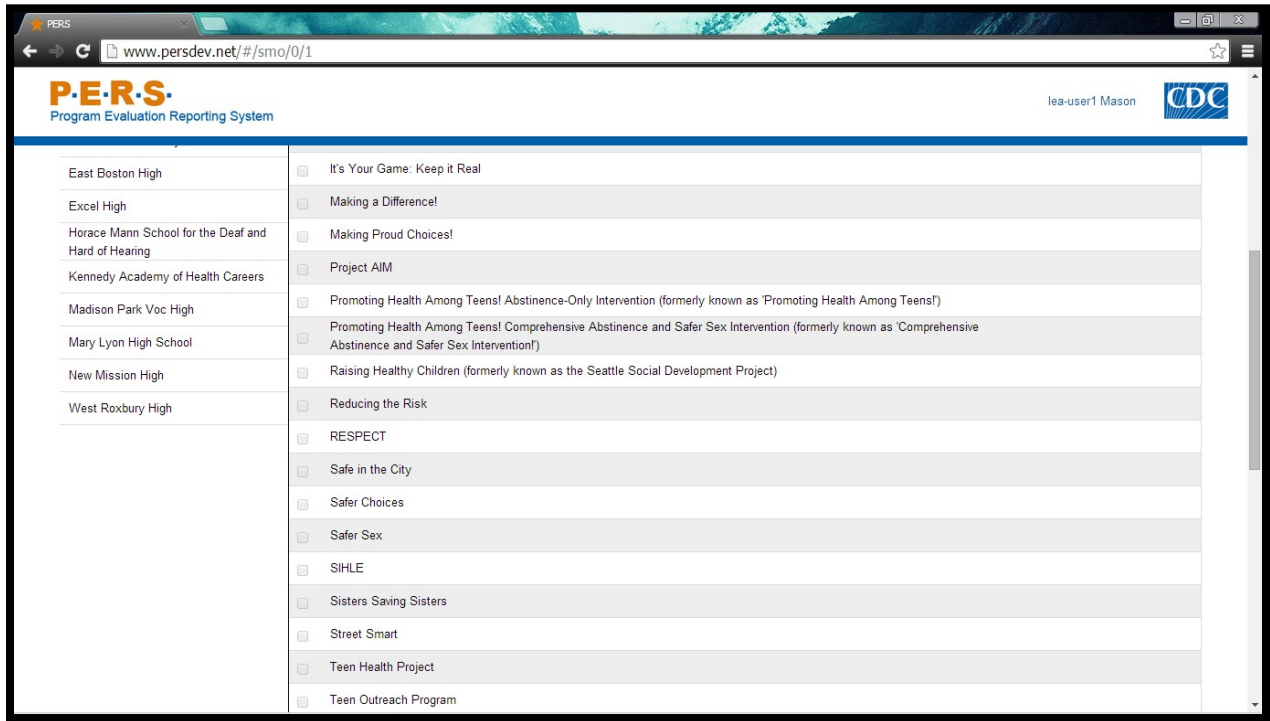 PERS
www.persdev.net/#/smo/0/1
P·E·R·S·
Program Evaluation Reporting System
lea-user1 Mason
CDC
East Boston High
Excel High
Horace Mann School for the Deaf and
Hard of Hearing
Kennedy Academy of Health Careers
Madison Park Voc High
Mary Lyon High School
New Mission High
West Roxbury High
It's Your Game: Keep it Real
Making a Difference!
Making Proud Choices!
Project AIM
Promoting Health Among Teens! Abstinence-Only Intervention (formerly known as 'Promoting Health Among Teens!')
Promoting Health Among Teens! Comprehensive Abstinence and Safer Sex Intervention (formerly known as 'Comprehensive
Abstinence and Safer Sex Intervention!')
Raising Healthy Children (formerly known as the Seattle Social Development Project)
Reducing the Risk
RESPECT
Safe in the City
Safer Choices
Safer Sex
SIHLE
Sisters Saving Sisters
Street Smart
Teen Health Project
Teen Outreach Program